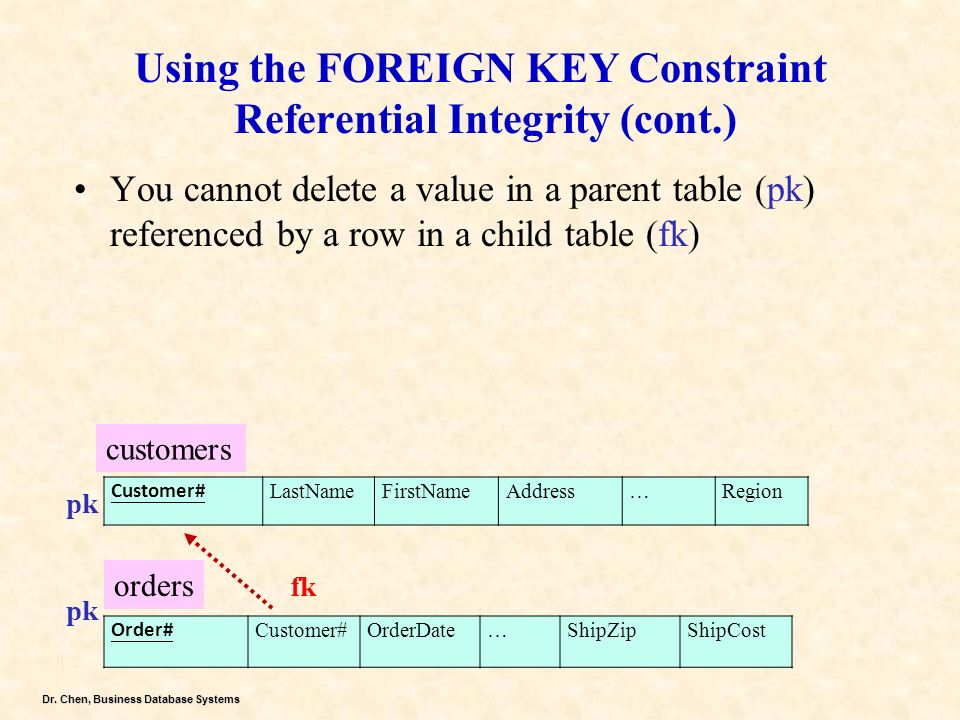 Using the FOREIGN KEY Constraint
Referential Integrity (cont.)
• You cannot delete a value in a parent table (pk)
referenced by a row in a child table (fk)
customers
pk
Customer# LastName FirstName Address … Region
orders
fk
pk
Order# Customer# OrderDate … ShipZip ShipCost
Dr. Chen, Business Database Systems